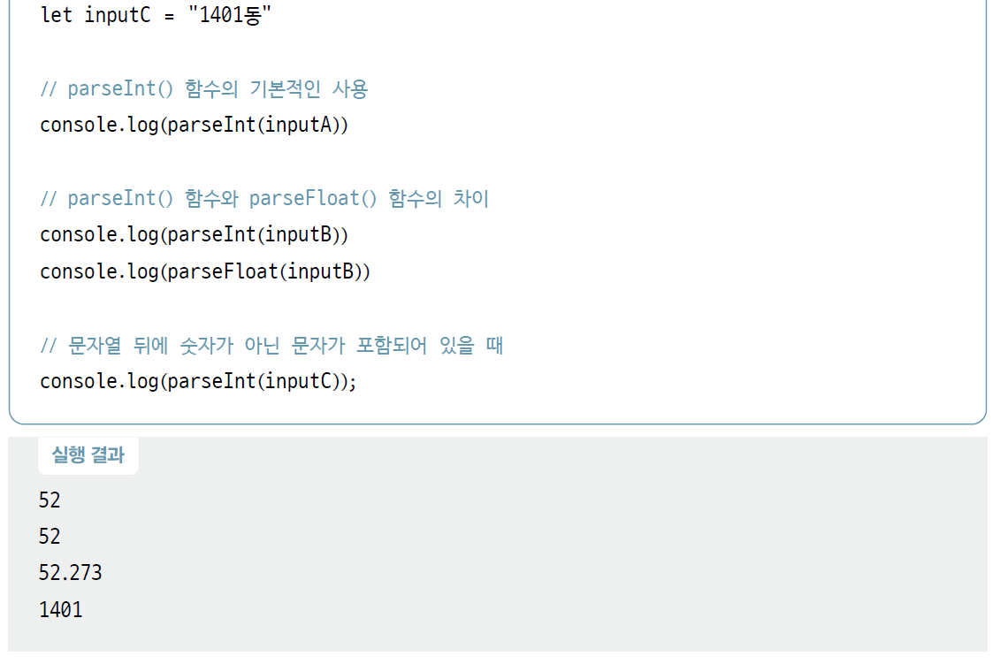 let inputC = "1401동"
// parseInt() 함수의 기본적인 사용
console.log(parseInt(inputA))
// parseInt() 함수와 parseFloat() 함수의 차이
console.log(parseInt(inputB))
console.log(parseFloat(inputB))
// 문자열 뒤에 숫자가 아닌 문자가 포함되어 있을 때
console.log(parseInt(inputC));
실행 결과
52
52
52.273
1401